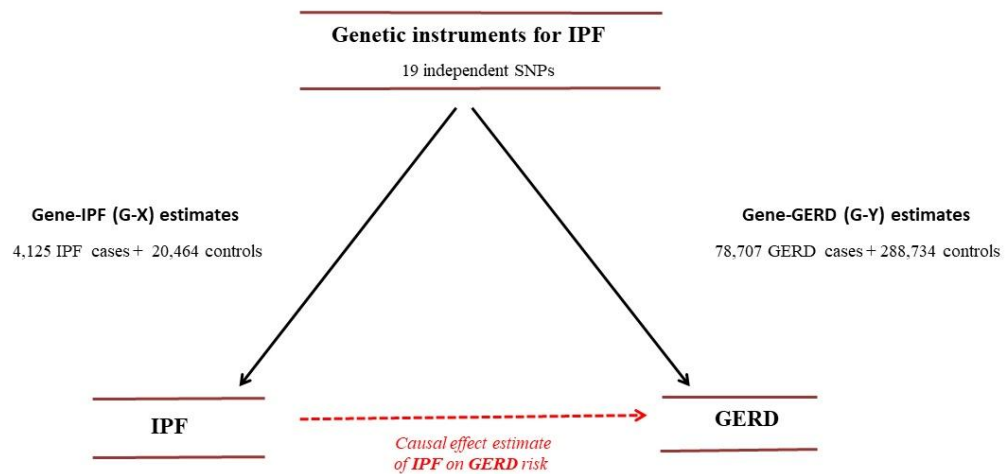 Genetic instruments for IPF
19 independent SNPs
Gene-IPF (G-X) estimates
4,125 IPF cases + 20,464 controls
Gene-GERD (G-Y) estimates
78,707 GERD cases + 288,734 controls
IPF
GERD
Causal effect estimate
of IPF on GERD risk